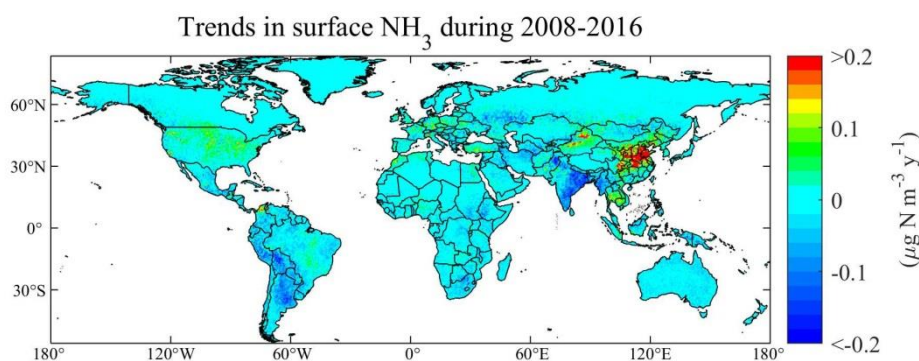 Trends in surface NH3 during 2008-2016
>0.2
60°N
0.1
30°N
0
0°
-0.1
30°S
<-0.2
180°
120°W
60°W
0°
60°E
120°E
180°
(μg N m-3 y-1)